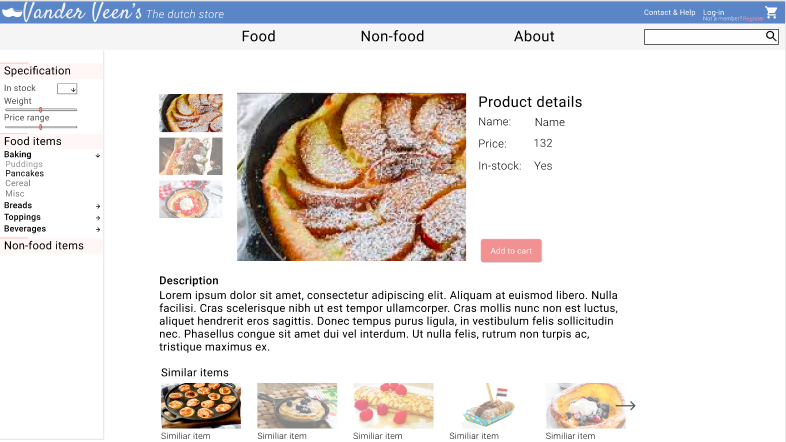 Vander Veen's The dutch store
Contact & Help Log-in
Not a member? Register
Food Non-food About
Specification
In stock
Weight
Price range
Food items
Baking
Puddings
Pancakes
Cereal
Misc
Breads
Toppings
Beverages
Non-food items
Product details
Name: Name
Price: 132
In-stock: Yes
Add to cart
Description
Lorem ipsum dolor sit amet, consectetur adipiscing elit. Aliquam at euismod libero. Nulla
facilisi. Cras scelerisque nibh ut est tempor ullamcorper. Cras mollis nunc non est luctus,
aliquet hendrerit eros sagittis. Donec tempus purus ligula, in vestibulum felis sollicitudin
nec. Phasellus congue sit amet dui vel interdum. Ut nulla felis, rutrum non turpis ac,
tristique maximus ex.
Similar items
Similiar item Similiar item Similiar item Similiar item Similiar item